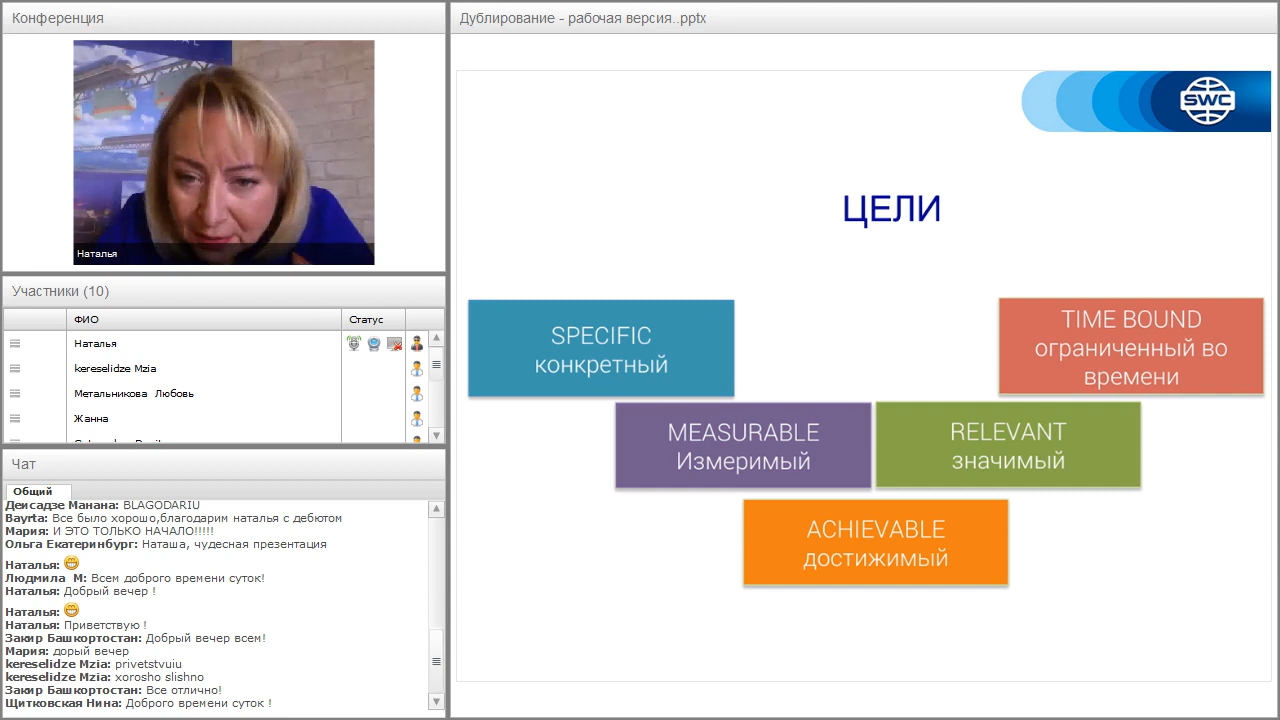 Конференция
Наталья
Участники (10)
ФИО Статус
Наталья
kereselidze Mzia
Метальникова Любовь
Жанна
Чат
Общий
Деисадзе Манана: BLAGODARIU
Bayrta: Все было хорошо,благодарим наталья с дебютом
Мария: И ЭТО ТОЛЬКО НАЧАЛО!!!!!
Ольга Екатеринбург: Наташа, чудесная презентация
Наталья:
Людмила М: Всем доброго времени суток!
Наталья: Добрый вечер !
Наталья:
Наталья: Приветствую !
Закир Башкортостан: Добрый вечер всем!
Мария: дорый вечер
kereselidze Mzia: privetstvuiu
kereselidze Mzia: xorosho slishno
Закир Башкортостан: Все отлично!
Щитковская Нина: Доброго времени суток !
Дублирование - рабочая версия..pptx
SWC
ЦЕЛИ
SPECIFIC
конкретный
TIME BOUND
ограниченный во
времени
MEASURABLE
Измеримый
RELEVANT
значимый
ACHIEVABLE
достижимый